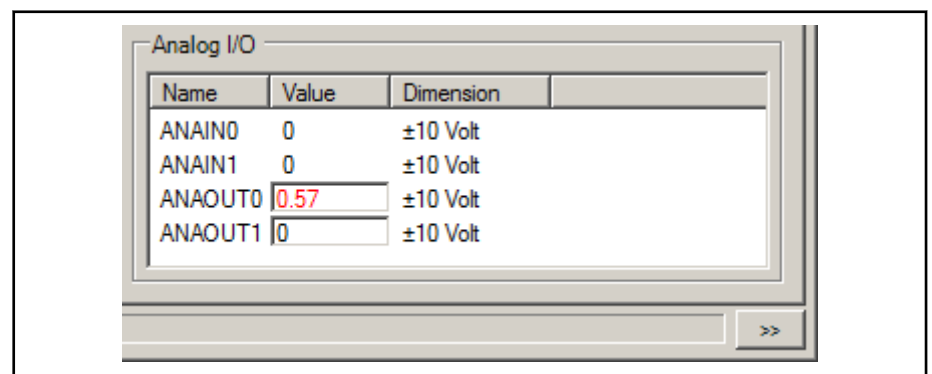 Analog I/O
Name Value Dimension
ANAIN0 0 ±10 Volt
ANAIN1 0 ±10 Volt
ANAOUT0 0.57 ±10 Volt
ANAOUT1 0 ±10 Volt
>>